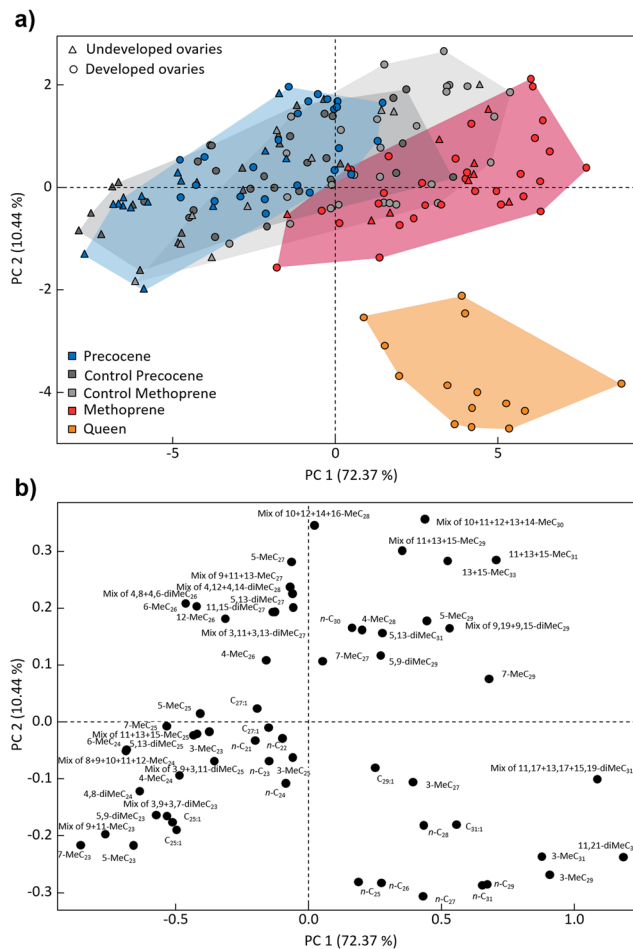 a)
Undeveloped ovaries
Developed ovaries
2
0
-2
-4
PC 2 (10.44 %)
Precocene
Control Precocene
Control Methoprene
Methoprene
Queen
-5
0
5
PC 1 (72.37 %)
b)
Mix of 10+12+14+16-MeC28
Mix of 10+11+12+13+14-MeC30
0.3
Mix of 11+13+15-MeC29
5-MeC27
11+13+15-MeC31
13+15-MeC33
Mix of 9+11+13-MeC27
Mix of 4,12+4,14-diMeC28
Mix of 4,8+4,6-diMeC26
5,13-diMeC27
0.2
6-MeC26
11,15-diMeC27
12-MeC26
n-C30
4-MeC28
5-MeC29
Mix of 9,19+9,15-diMeC29
Mix of 3,11+3,13-diMeC27
5,13-diMeC31
4-MeC26
7-MeC27
5,9-diMeC29
0.1
7-MeC29
5-MeC25
C27:1
0.0
7-MeC25
C27:1
Mix of 11+13+15-MeC25
n-C21
n-C22
6-MeC24
5,13-diMeC25
3-MeC23
Mix of 8+9+10+11+12-MeC24
n-C23
3-MeC25
Mix of 3,9+3,11-diMeC25
C29:1
3-MeC27
Mix of 11,17+13,17+15,19-diMeC31
-0.1
4-MeC24
n-C24
4,8-diMeC24
Mix of 3,9+3,7-diMeC23
5,9-diMeC23
C25:1
n-C28
C31:1
-0.2
Mix of 9+11-MeC23
C25:1
7-MeC23
5-MeC23
3-MeC31
11,21-diMeC3
n-C25
n-C26
n-C29
3-MeC29
-0.3
n-C27
n-C31
PC 2 (10.44 %)
-0.5
0.0
0.5
1.0
PC 1 (72.37 %)